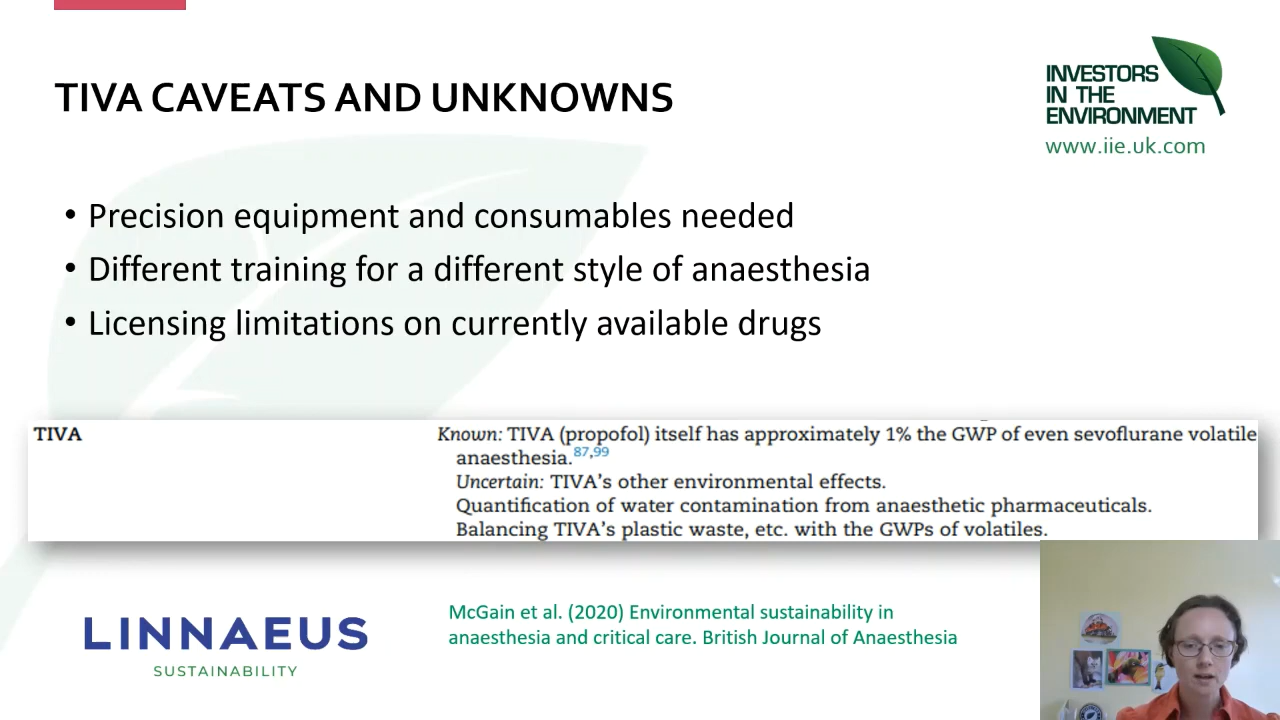 TIVA CAVEATS AND UNKNOWNS
INVESTORS
IN THE
ENVIRONMENT
www.iie.uk.com
• Precision equipment and consumables needed
• Different training for a different style of anaesthesia
• Licensing limitations on currently available drugs
TIVA
Known: TIVA (propofol) itself has approximately 1% the GWP of even sevoflurane volatile
anaesthesia.87,99
Uncertain: TIVA's other environmental effects.
Quantification of water contamination from anaesthetic pharmaceuticals.
Balancing TIVA's plastic waste, etc. with the GWPs of volatiles.
LINNAEUS
SUSTAINABILITY
McGain et al. (2020) Environmental sustainability in
anaesthesia and critical care. British Journal of Anaesthesia